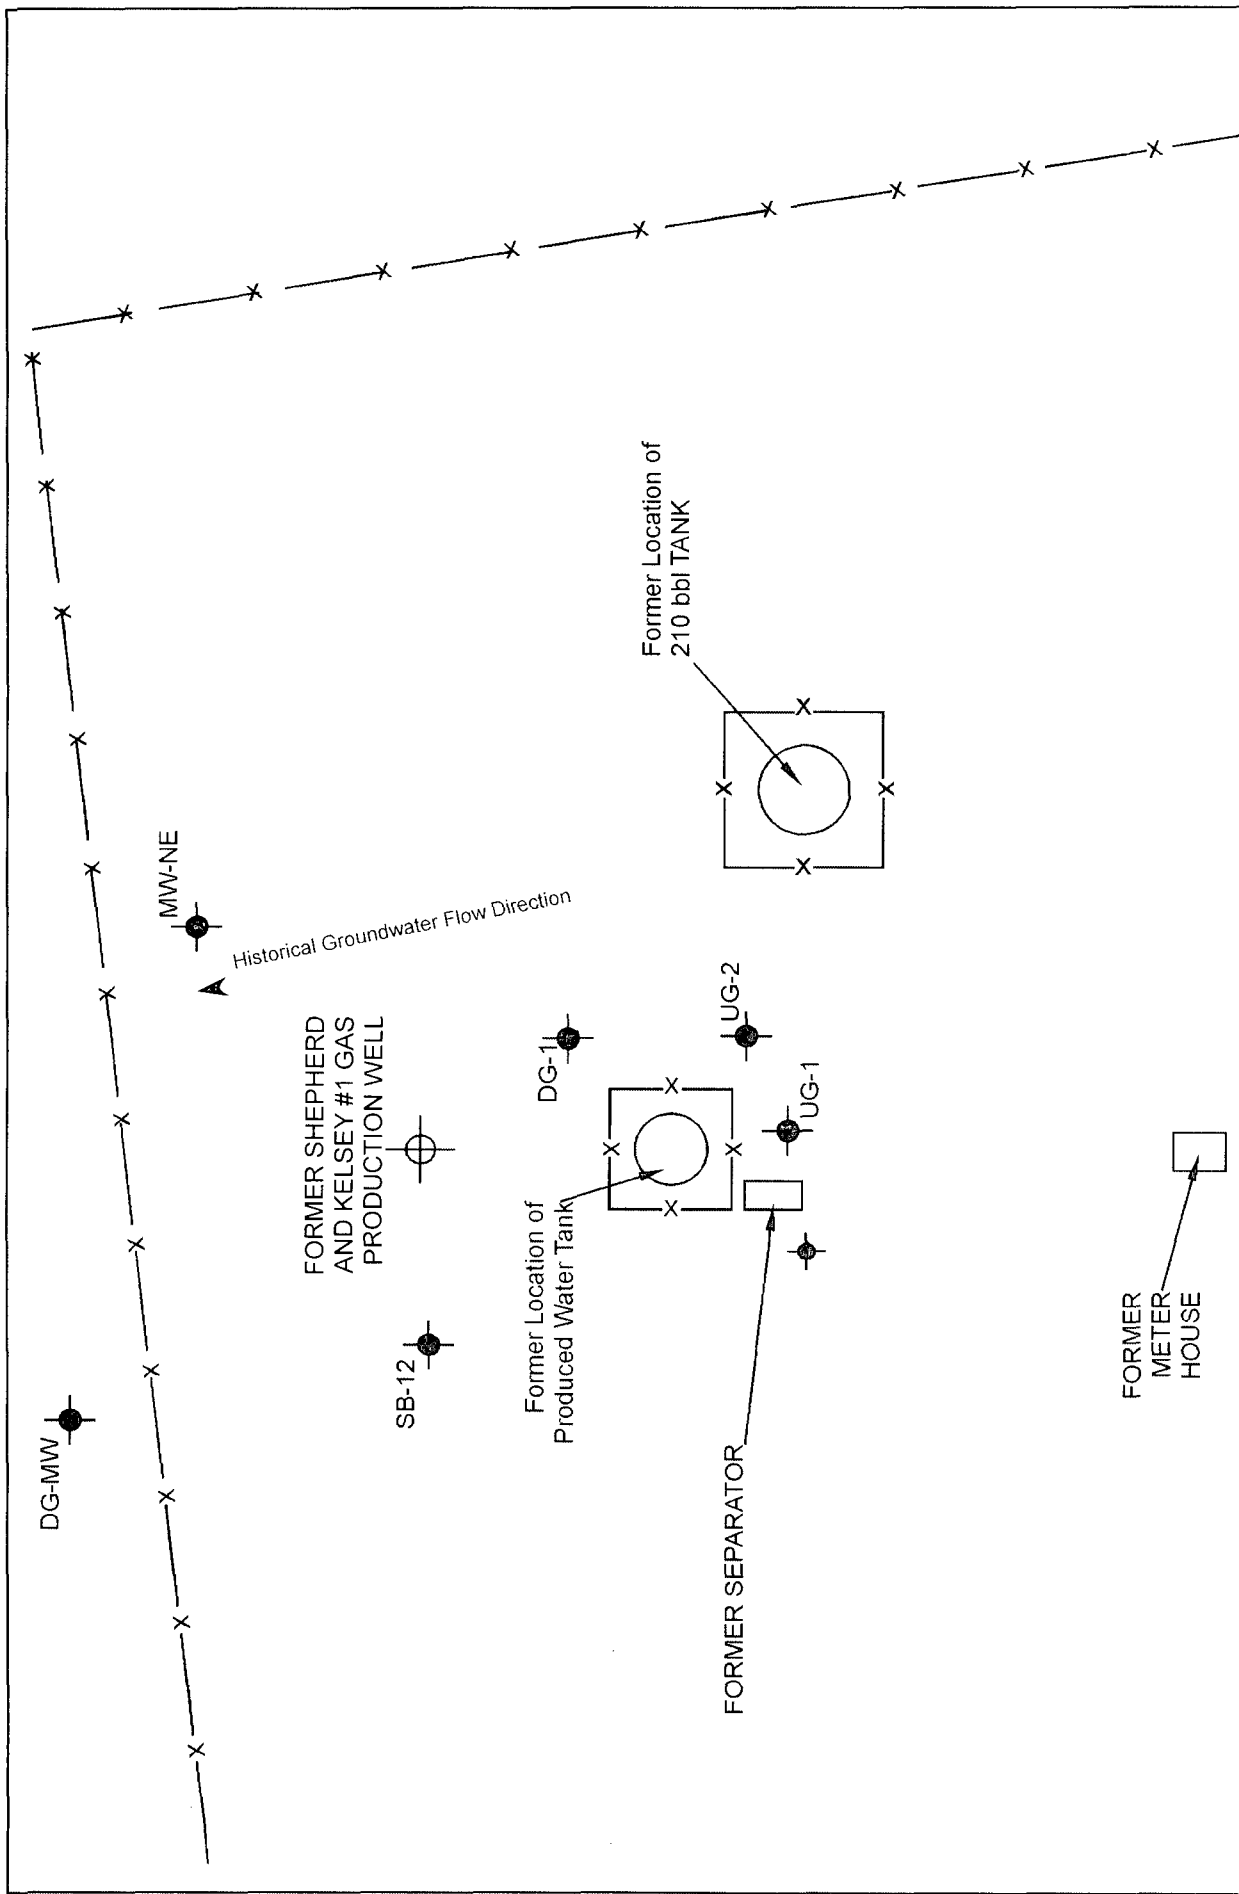 DG-MW
MW-NE
Historical Groundwater Flow Direction
FORMER SHEPHERD
AND KELSEY #1 GAS
PRODUCTION WELL
SB-12
DG-1
Former Location of
Produced Water Tank
Former Location of
210 bbl TANK
UG-2
UG-1
FORMER SEPARATOR
FORMER
METER
HOUSE